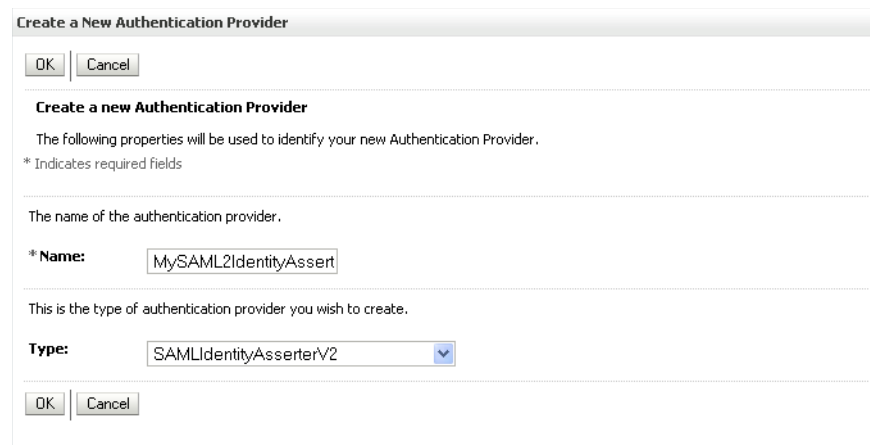 Create a New Authentication Provider
OK Cancel
Create a new Authentication Provider
The following properties will be used to identify your new Authentication Provider.
* Indicates required fields
The name of the authentication provider.
* Name: MySAML2IdentityAssert
This is the type of authentication provider you wish to create.
Type: SAMLIdentityAsserterV2
OK Cancel